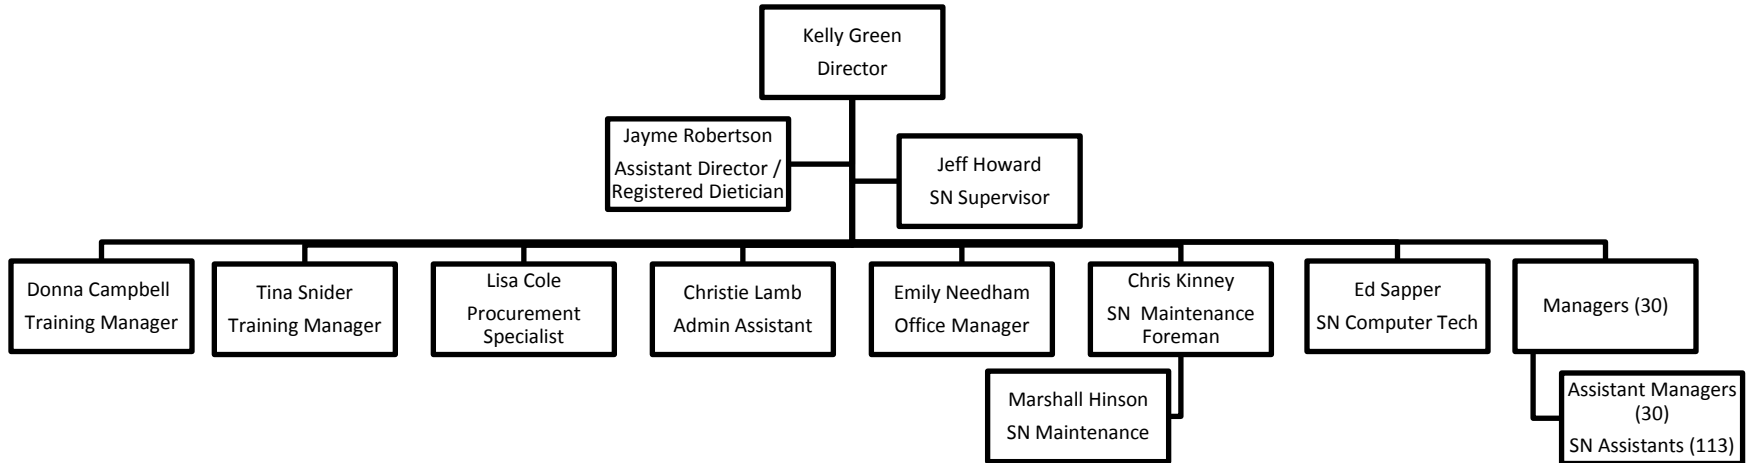 Kelly Green
Director
Jayme Robertson
Assistant Director /
Registered Dietician
Jeff Howard
SN Supervisor
Donna Campbell
Training Manager
Tina Snider
Training Manager
Lisa Cole
Procurement
Specialist
Christie Lamb
Admin Assistant
Emily Needham
Office Manager
Chris Kinney
SN  Maintenance
Foreman
Ed Sapper
SN Computer Tech
Managers (30)
Marshall Hinson
SN Maintenance
Assistant Managers
(30)
SN Assistants (113)